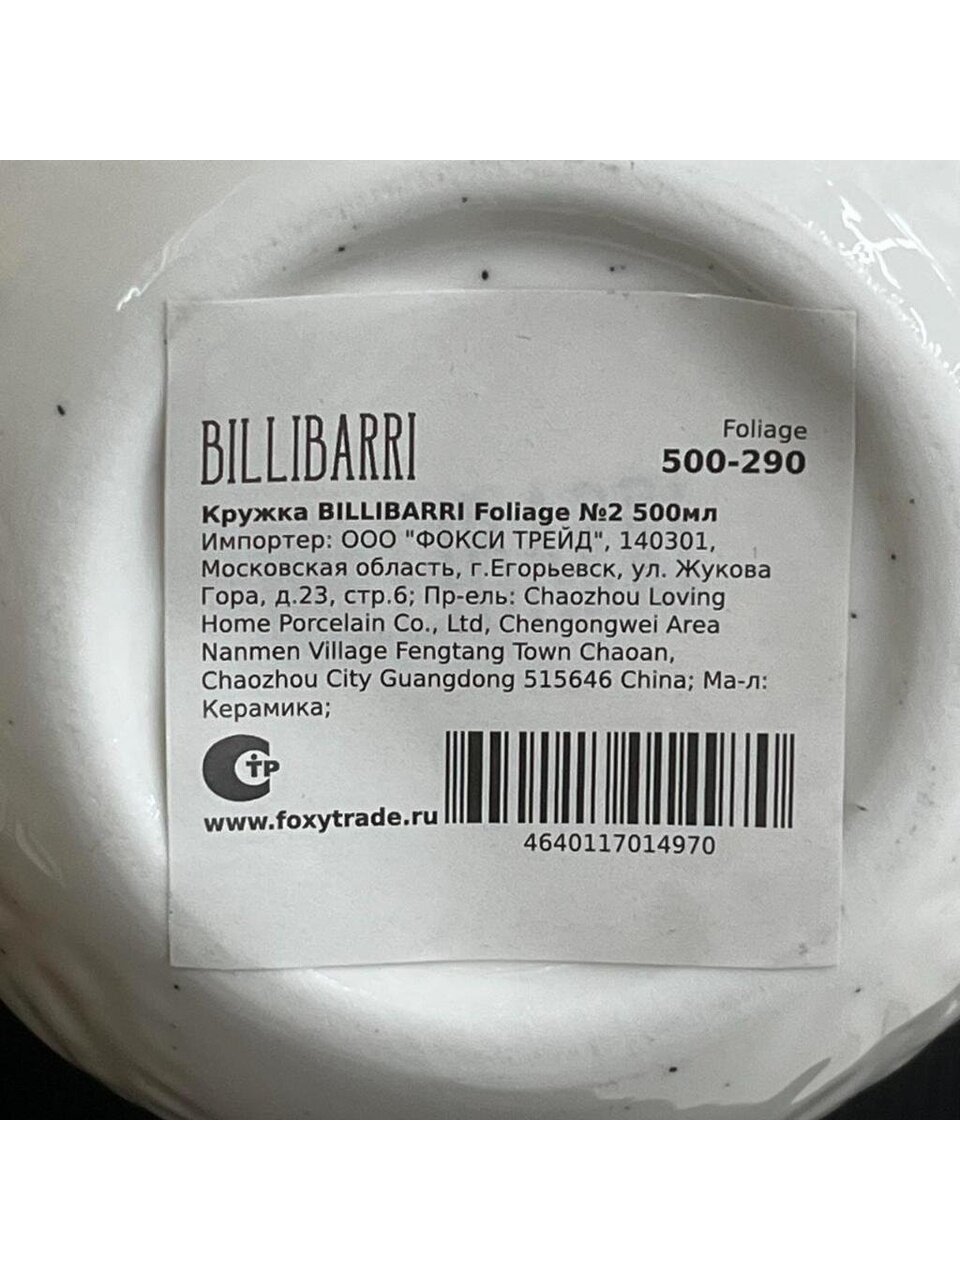 BILLIBARRI
Foliage
500-290
Кружка BILLIBARRI Foliage №2 500мл
Импортер: ООО "ФОКСИ ТРЕЙД", 140301,
Московская область, г.Егорьевск, ул. Жукова
Гора, д.23, стр.6; Пр-ель: Chaozhou Loving
Home Porcelain Co., Ltd, Chengongwei Area
Nanmen Village Fengtang Town Chaoan,
Chaozhou City Guangdong 515646 China; Ма-л:
Керамика;
СТР
www.foxytrade.ru
4640117014970